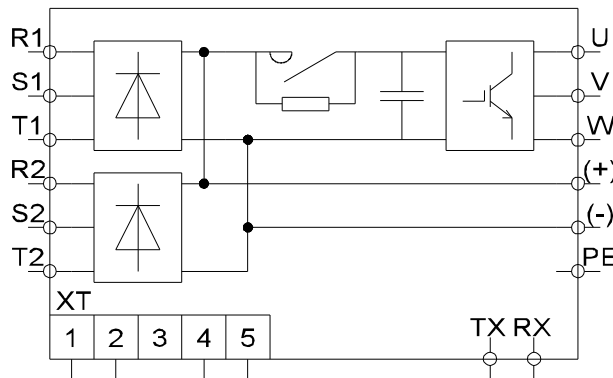 R1 U
S1 V
T1 W
R2 (+)
S2 (-)
T2 PE
XT
1 2 3 4 5 TX RX